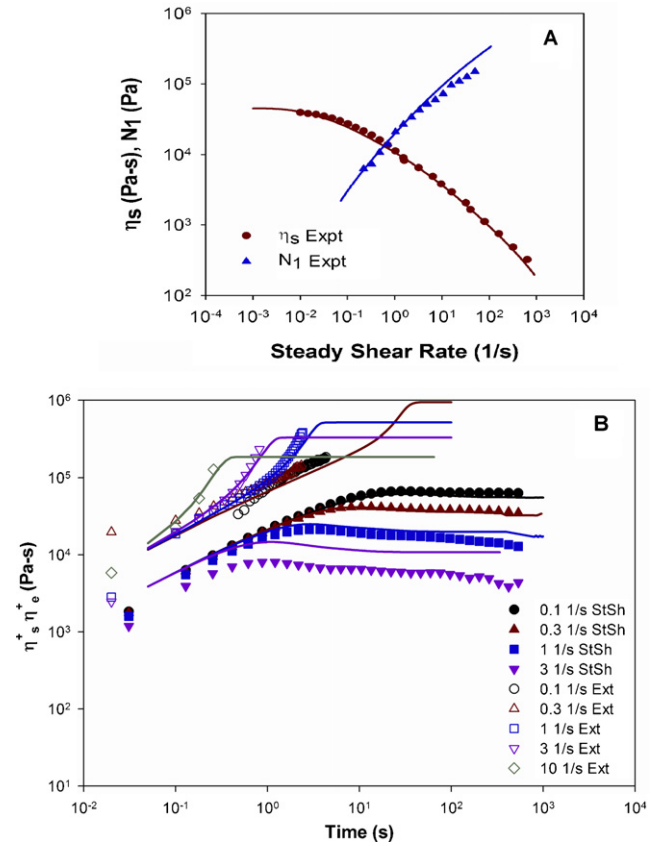 A
10⁶
10⁵
10⁴
10³
10²
ηs (Pa-s), N1 (Pa)
ηs Expt
N1 Expt
10⁻⁴ 10⁻³ 10⁻² 10⁻¹ 10⁰ 10¹ 10² 10³ 10⁴
Steady Shear Rate (1/s)
B
10⁶
10⁵
10⁴
10³
10²
10¹
η⁺s η⁺e (Pa-s)
0.1 1/s StSh
0.3 1/s StSh
1 1/s StSh
3 1/s StSh
0.1 1/s Ext
0.3 1/s Ext
1 1/s Ext
3 1/s Ext
10 1/s Ext
10⁻² 10⁻¹ 10⁰ 10¹ 10² 10³ 10⁴
Time (s)